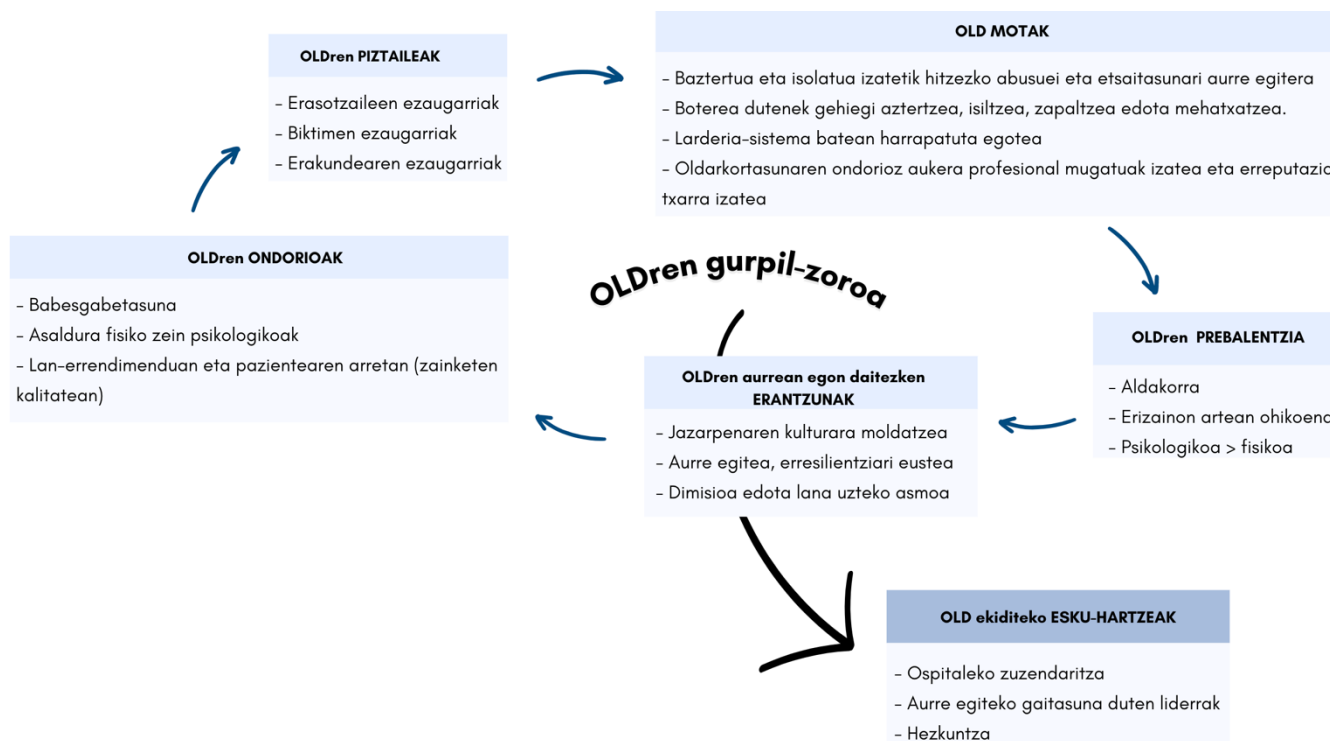 OLDren PIZTAILEAK
- Erasotzaileen ezaugarriak
- Biktimen ezaugarriak
- Erakundearen ezaugarriak
OLD MOTAK
- Baztertua eta isolatua izatetik hitzezko abusuei eta etsaitasunari aurre egitera
- Boterea dutenek gehiegi aztertzea, isiltzea, zapaltzea edota mehatxatzea.
- Larderia-sistema batean harrapatuta egotea
- Oldarkortasunaren ondorioz aukera profesional mugatuak izatea eta erreputazio
txarra izatea
OLDren ONDORIOAK
- Babesgabetasuna
- Asaldura fisiko zein psikologikoak
- Lan-errendimenduan eta pazientearen arretan (zainketen
kalitatean)
OLDren gurpil-zoroa
OLDren PREBALENTZIA
- Aldakorra
- Erizainon artean ohikoena
- Psikologikoa > fisikoa
OLDren aurrean egon daitezken
ERANTZUNAK
- Jazarpenaren kulturara moldatzea
- Aurre egitea, erresilientziari eustea
- Dimisioa edota lana uzteko asmoa
OLD ekiditeko ESKU-HARTZEAK
- Ospitaleko zuzendaritza
- Aurre egiteko gaitasuna duten liderrak
- Hezkuntza